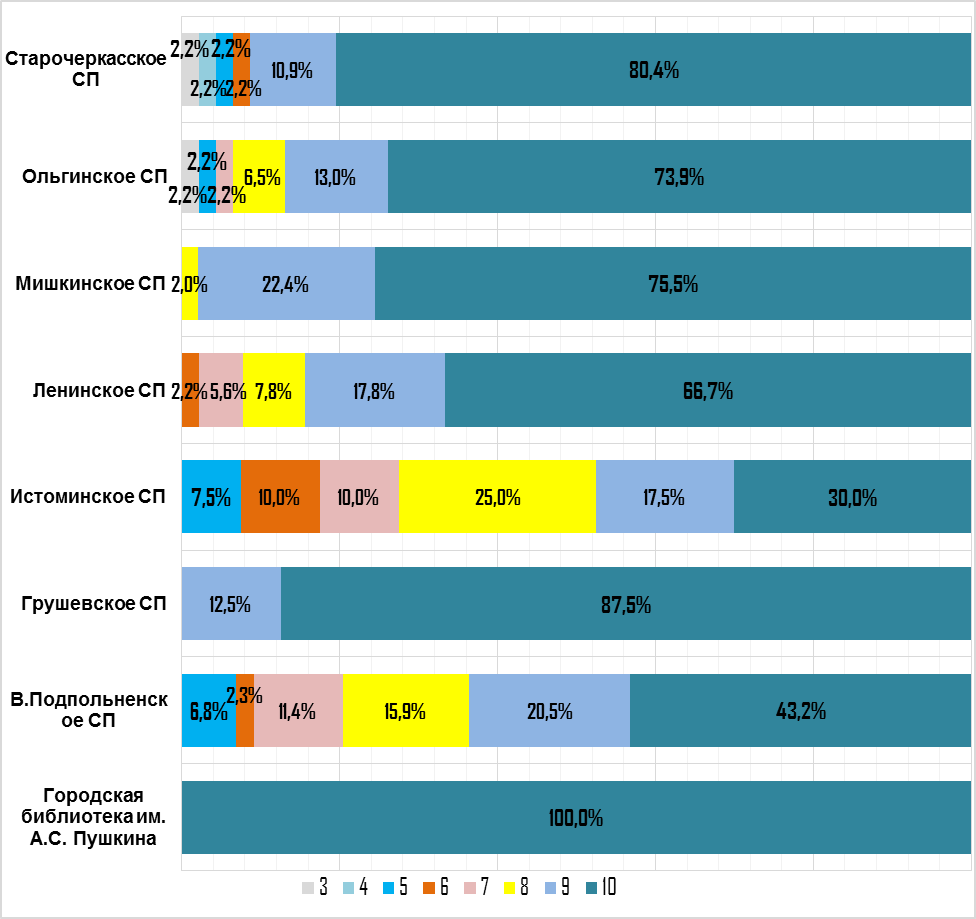 Старочеркасское
СП
2,2% 2,2% 2,2% 2,2% 10,9% 80,4%
Ольгинское СП
2,2% 2,2% 2,2% 6,5% 13,0% 73,9%
Мишкинское СП
2,0% 22,4% 75,5%
Ленинское СП
2,2% 5,6% 7,8% 17,8% 66,7%
Истоминское СП
7,5% 10,0% 10,0% 25,0% 17,5% 30,0%
Грушевское СП
12,5% 87,5%
В.Подпольненск
ое СП
6,8% 2,3% 11,4% 15,9% 20,5% 43,2%
Городская
библиотека им.
А.С. Пушкина
100,0%
3 4 5 6 7 8 9 10